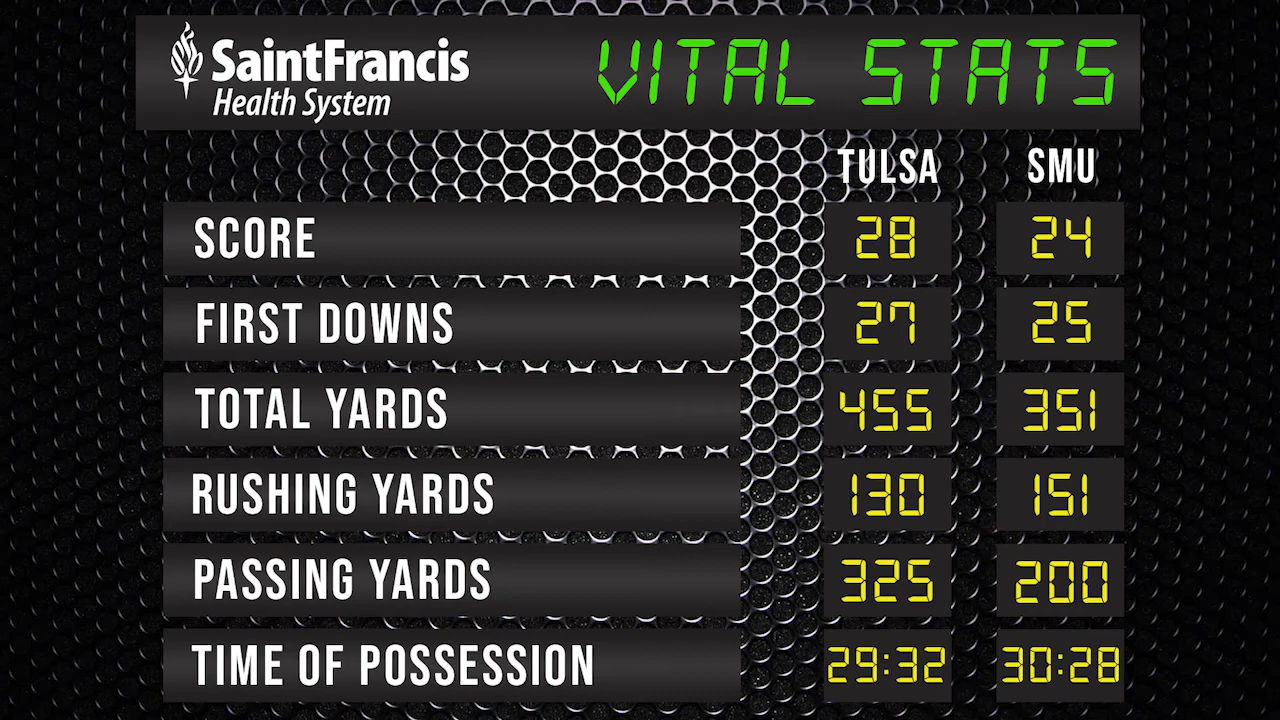 SaintFrancis
Health System
VITAL STATS
TULSA SMU
SCORE 28 24
FIRST DOWNS 27 25
TOTAL YARDS 455 351
RUSHING YARDS 130 151
PASSING YARDS 325 200
TIME OF POSSESSION 29:32 30:28